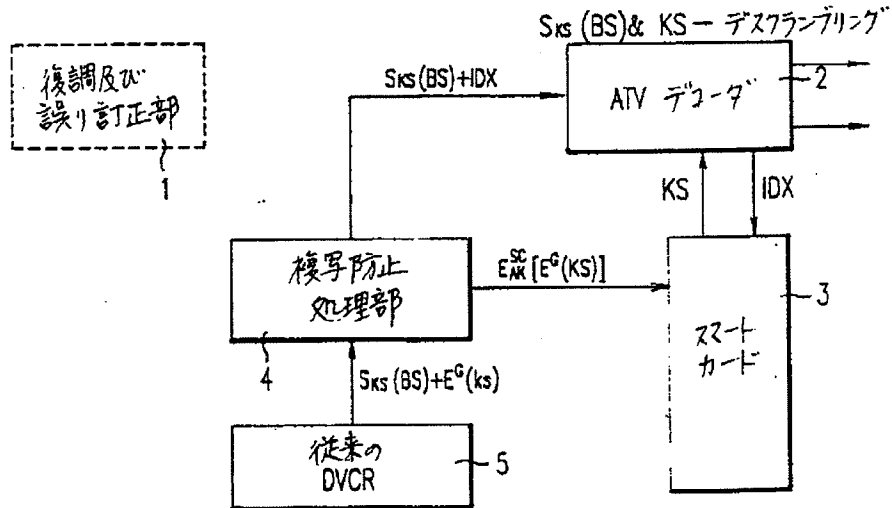 SKS (BS)& KS－デスクランブリング
復調及び
誤り訂正部
1
SKS(BS)+IDX
ATV デコーダ
2
KS
IDX
複写防止
処理部
4
E^SC_AK[E^G(KS)]
スマート
カード
3
SKS(BS)+E^G(ks)
従来の
DVCR
5